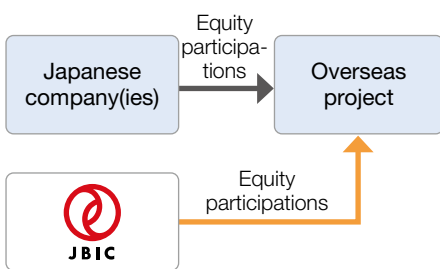 Equity
participa-
tions
Japanese
company(ies)
Overseas
project
Equity
participations
JBIC